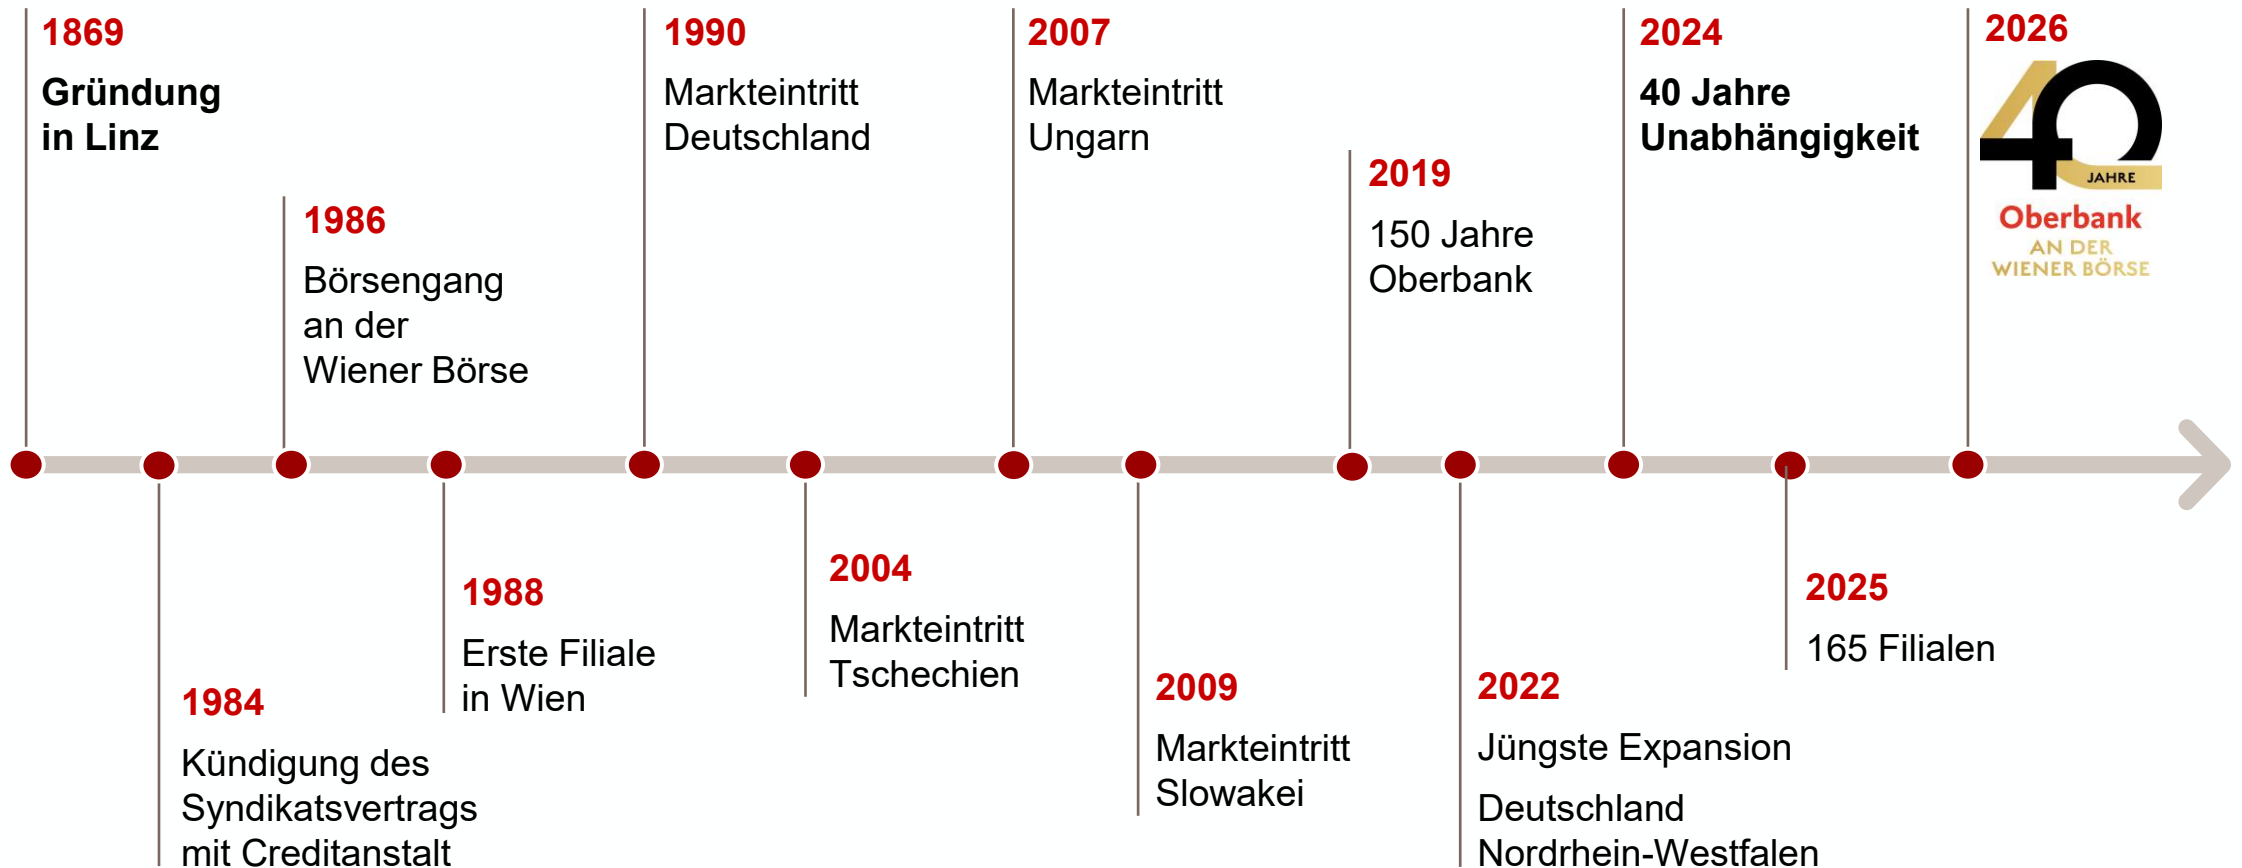 1869
Gründung
in Linz
1984
Kündigung des
Syndikatsvertrags
mit Creditanstalt
1986
Börsengang
an der
Wiener Börse
1988
Erste Filiale
in Wien
1990
Markteintritt
Deutschland
2004
Markteintritt
Tschechien
2007
Markteintritt
Ungarn
2009
Markteintritt
Slowakei
2019
150 Jahre
Oberbank
2022
Jüngste Expansion
Deutschland
Nordrhein-Westfalen
2024
40 Jahre
Unabhängigkeit
2025
165 Filialen
2026
40
JAHRE
Oberbank
AN DER
WIENER BÖRSE